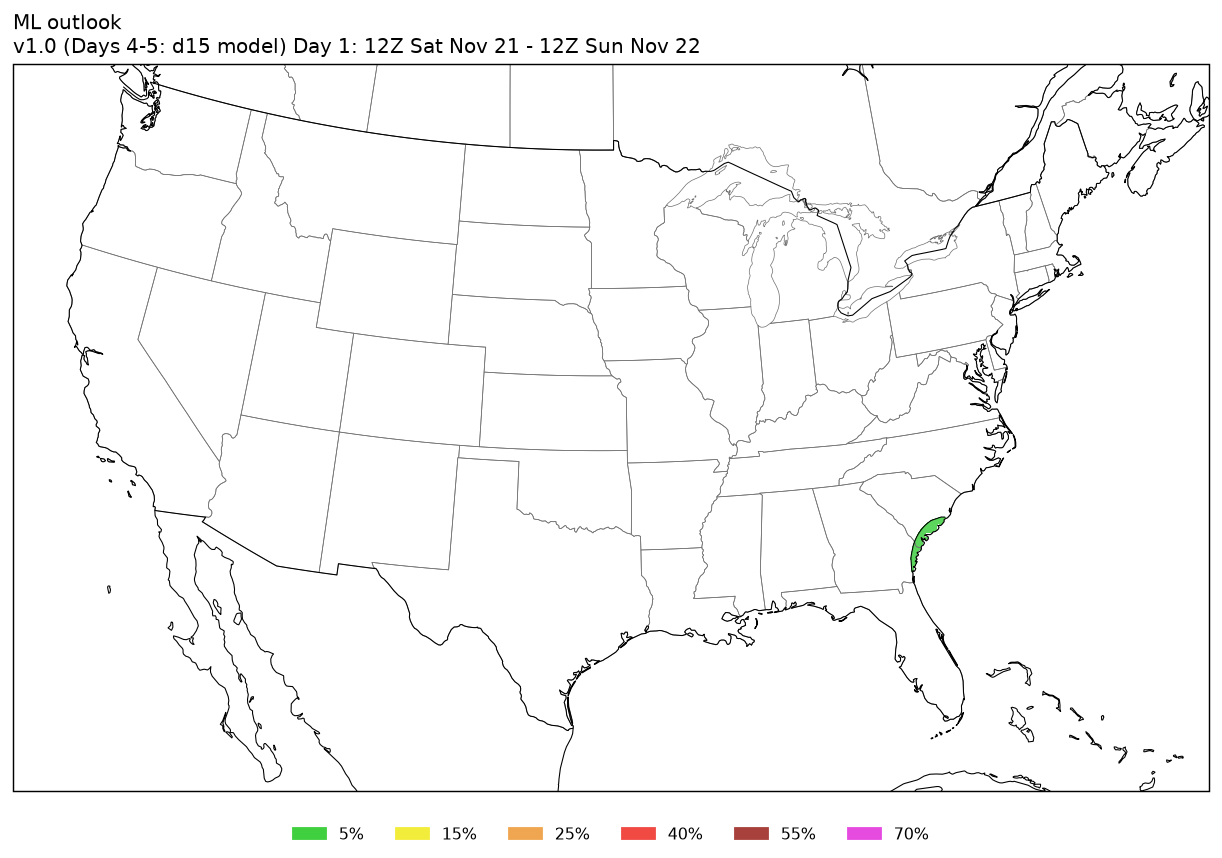 ML outlook
v1.0 (Days 4-5: d15 model) Day 1: 12Z Sat Nov 21 - 12Z Sun Nov 22
5% 15% 25% 40% 55% 70%